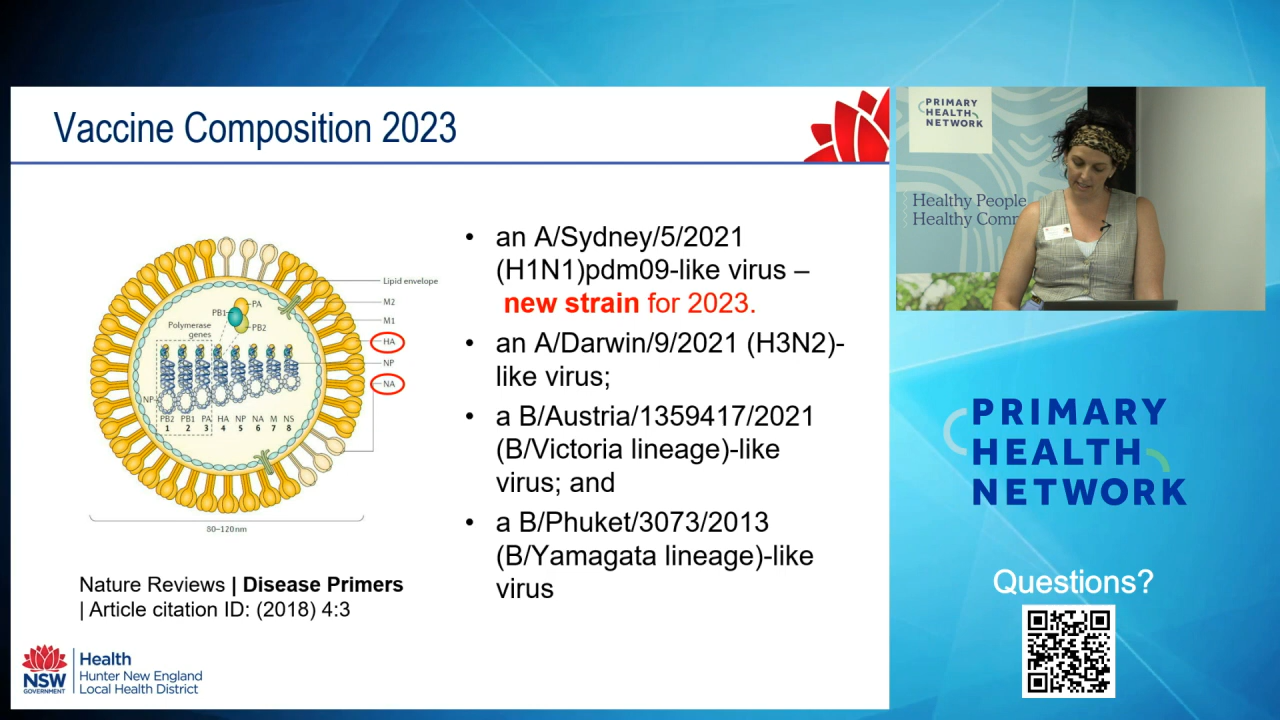 Vaccine Composition 2023
Lipid envelope
M2
M1
HA
NP
NA
PA
PB1
PB2
Polymerase
genes
NP
PB2 PB1 PA HA NP NA M NS
1 2 3 4 5 6 7 8
80–120nm
Nature Reviews | Disease Primers
| Article citation ID: (2018) 4:3
• an A/Sydney/5/2021
(H1N1)pdm09-like virus –
new strain for 2023.
• an A/Darwin/9/2021 (H3N2)-
like virus;
• a B/Austria/1359417/2021
(B/Victoria lineage)-like
virus; and
• a B/Phuket/3073/2013
(B/Yamagata lineage)-like
virus
NSW
GOVERNMENT
Health
Hunter New England
Local Health District
PRIMARY
HEALTH
NETWORK
Healthy People
Healthy Com
PRIMARY
HEALTH
NETWORK
Questions?